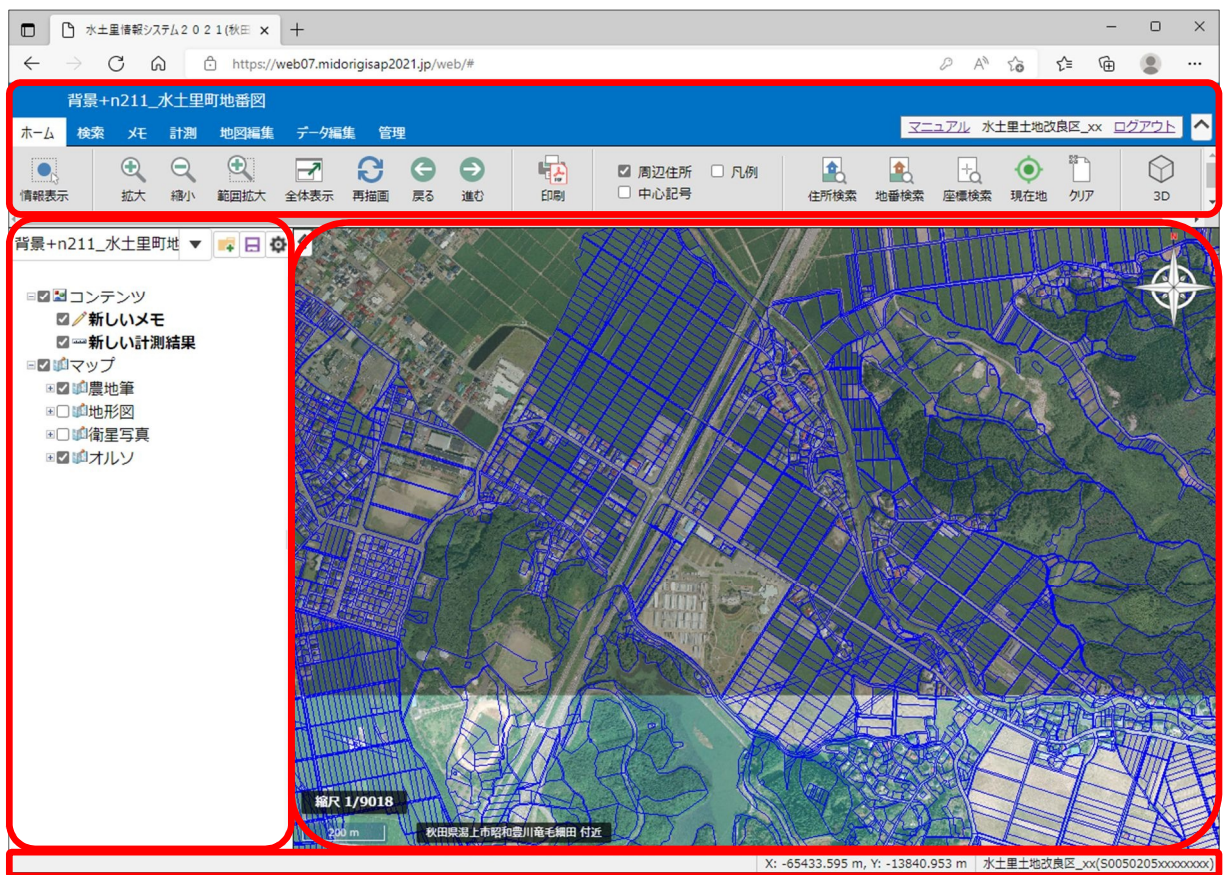 水土里情報システム2021(秋田
https://web07.midorigisap2021.jp/web/#
背景+n211_水土里町地番図
ホーム 検索 メモ 計測 地図編集 データ編集 管理
マニュアル 水土里土地改良区_xx ログアウト
情報表示 拡大 縮小 範囲拡大 全体表示 再描画 戻る 進む 印刷
周辺住所 凡例
中心記号
住所検索 地番検索 座標検索 現在地 クリア 3D
背景+n211_水土里町地
コンテンツ
新しいメモ
新しい計測結果
マップ
農地筆
地形図
衛星写真
オルソ
縮尺 1/9018
200 m
秋田県潟上市昭和豊川竜毛細田 付近
X: -65433.595 m, Y: -13840.953 m 水土里土地改良区_xx(S0050205xxxxxxxx)